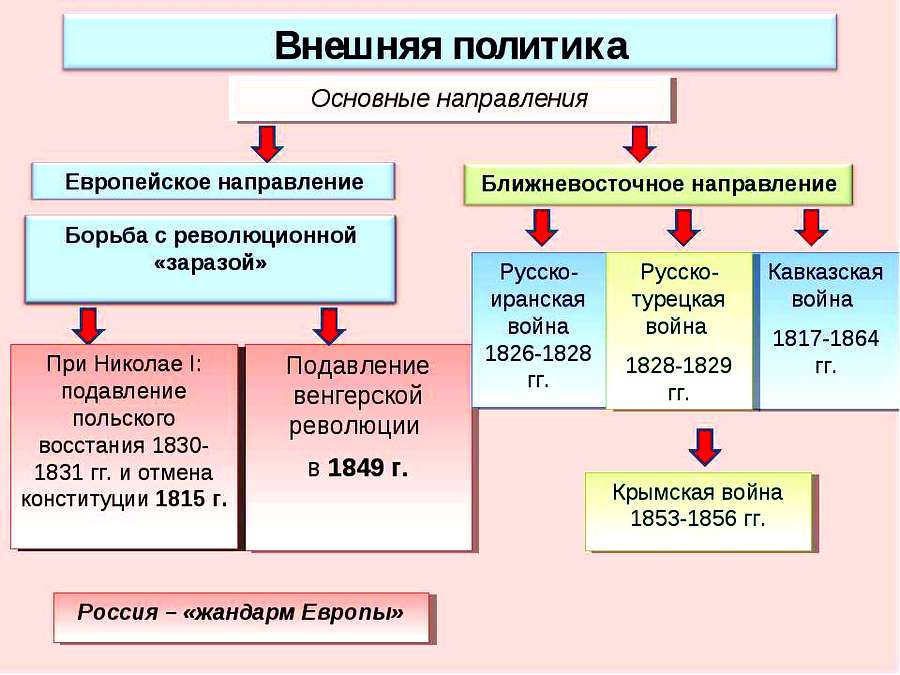 Внешняя политика
Основные направления
Европейское направление
Борьба с революционной
«заразой»
При Николае I:
подавление
польского
восстания 1830-
1831 гг. и отмена
конституции 1815 г.
Подавление
венгерской
революции
в 1849 г.
Россия – «жандарм Европы»
Ближневосточное направление
Русско-
иранская
война
1826-1828
гг.
Русско-
турецкая
война
1828-1829
гг.
Кавказская
война
1817-1864
гг.
Крымская война
1853-1856 гг.